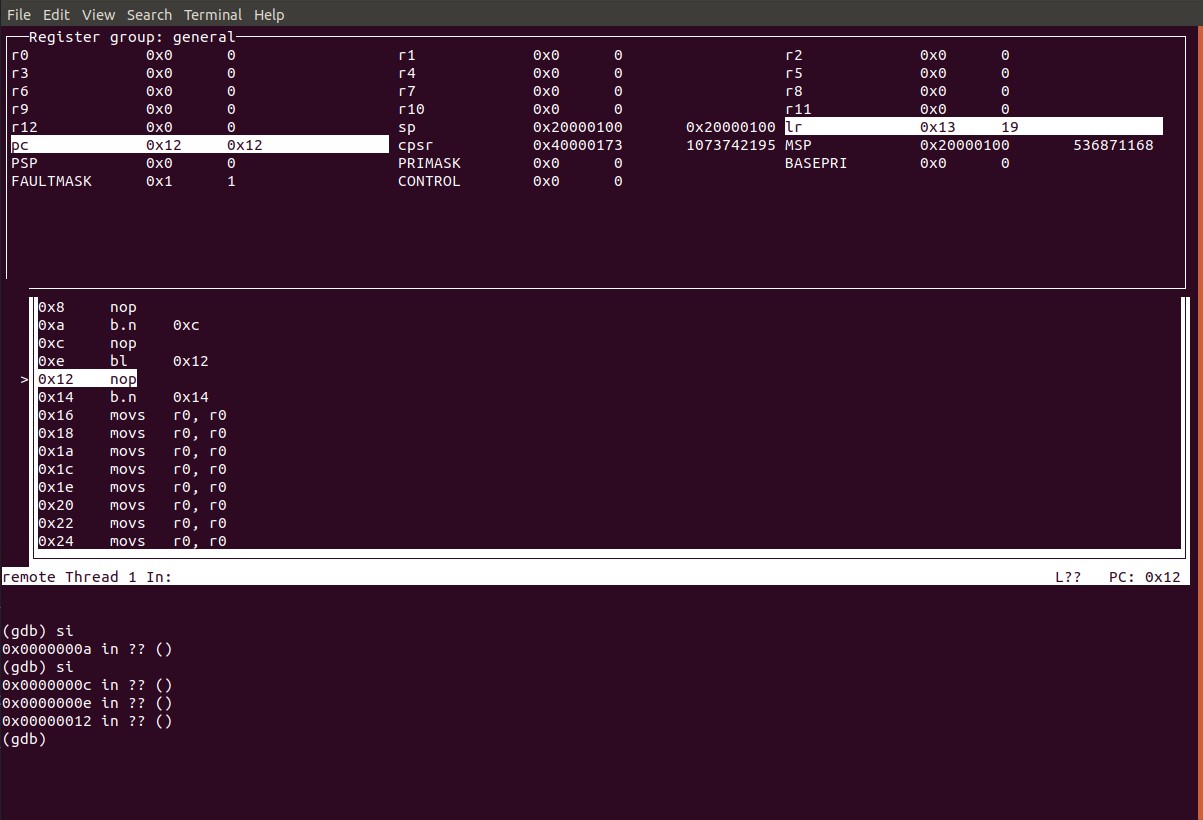 File Edit View Search Terminal Help
Register group: general
r0 0x0 0 r1 0x0 0 r2 0x0 0
r3 0x0 0 r4 0x0 0 r5 0x0 0
r6 0x0 0 r7 0x0 0 r8 0x0 0
r9 0x0 0 r10 0x0 0 r11 0x0 0
r12 0x0 0 sp 0x20000100 0x20000100 lr 0x13 19
pc 0x12 0x12 cpsr 0x40000173 1073742195 MSP 0x20000100 536871168
PSP 0x0 0 PRIMASK 0x0 0 BASEPRI 0x0 0
FAULTMASK 0x1 1 CONTROL 0x0 0
0x8 nop
0xa b.n 0xc
0xc nop
0xe bl 0x12
>0x12 nop
0x14 b.n 0x14
0x16 movs r0, r0
0x18 movs r0, r0
0x1a movs r0, r0
0x1c movs r0, r0
0x1e movs r0, r0
0x20 movs r0, r0
0x22 movs r0, r0
0x24 movs r0, r0
remote Thread 1 In: L?? PC: 0x12
(gdb) si
0x0000000a in ?? ()
(gdb) si
0x0000000c in ?? ()
0x0000000e in ?? ()
0x00000012 in ?? ()
(gdb)